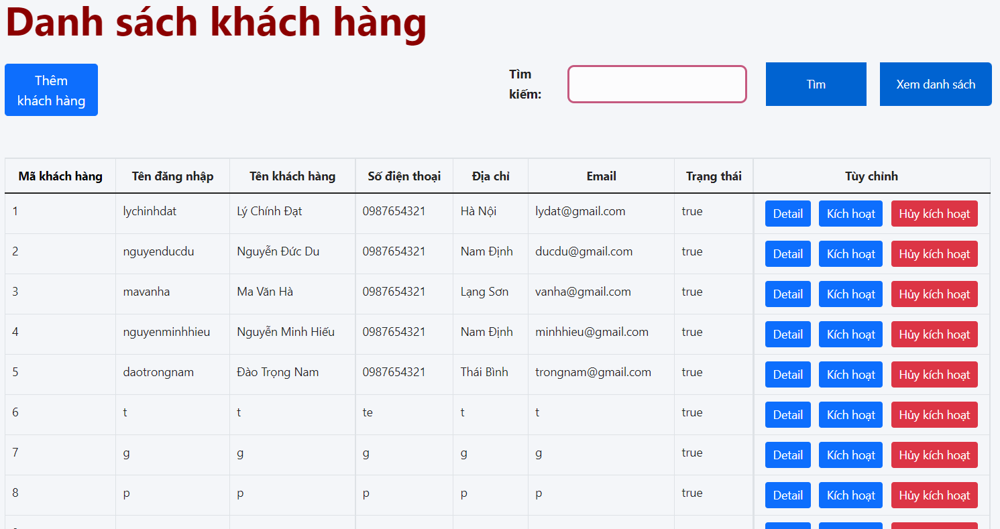 Danh sách khách hàng
Thêm
khách hàng
Tìm
kiếm:
Tìm
Xem danh sách
Mã khách hàng Tên đăng nhập Tên khách hàng Số điện thoại Địa chỉ Email Trạng thái Tùy chỉnh
1 lychinhdat Lý Chính Đạt 0987654321 Hà Nội lydat@gmail.com true Detail Kích hoạt Hủy kích hoạt
2 nguyenducdu Nguyễn Đức Du 0987654321 Nam Định ducdu@gmail.com true Detail Kích hoạt Hủy kích hoạt
3 mavanha Ma Văn Hà 0987654321 Lạng Sơn vanha@gmail.com true Detail Kích hoạt Hủy kích hoạt
4 nguyenminhhieu Nguyễn Minh Hiếu 0987654321 Nam Định minhhieu@gmail.com true Detail Kích hoạt Hủy kích hoạt
5 daotrongnam Đào Trọng Nam 0987654321 Thái Bình trongnam@gmail.com true Detail Kích hoạt Hủy kích hoạt
6 t t te t t true Detail Kích hoạt Hủy kích hoạt
7 g g g g g true Detail Kích hoạt Hủy kích hoạt
8 p p p p p true Detail Kích hoạt Hủy kích hoạt